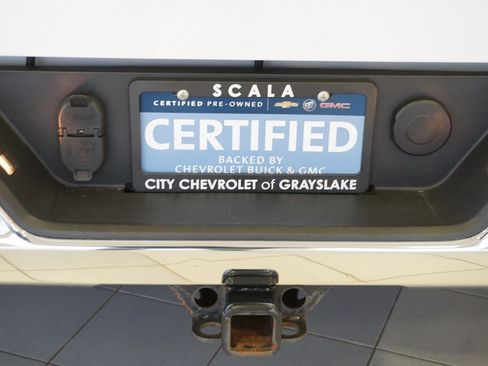 SCALA
CERTIFIED PRE-OWNED | GMC
CERTIFIED
BACKED BY
CHEVROLET BUICK & GMC
CITY CHEVROLET of GRAYSLAKE